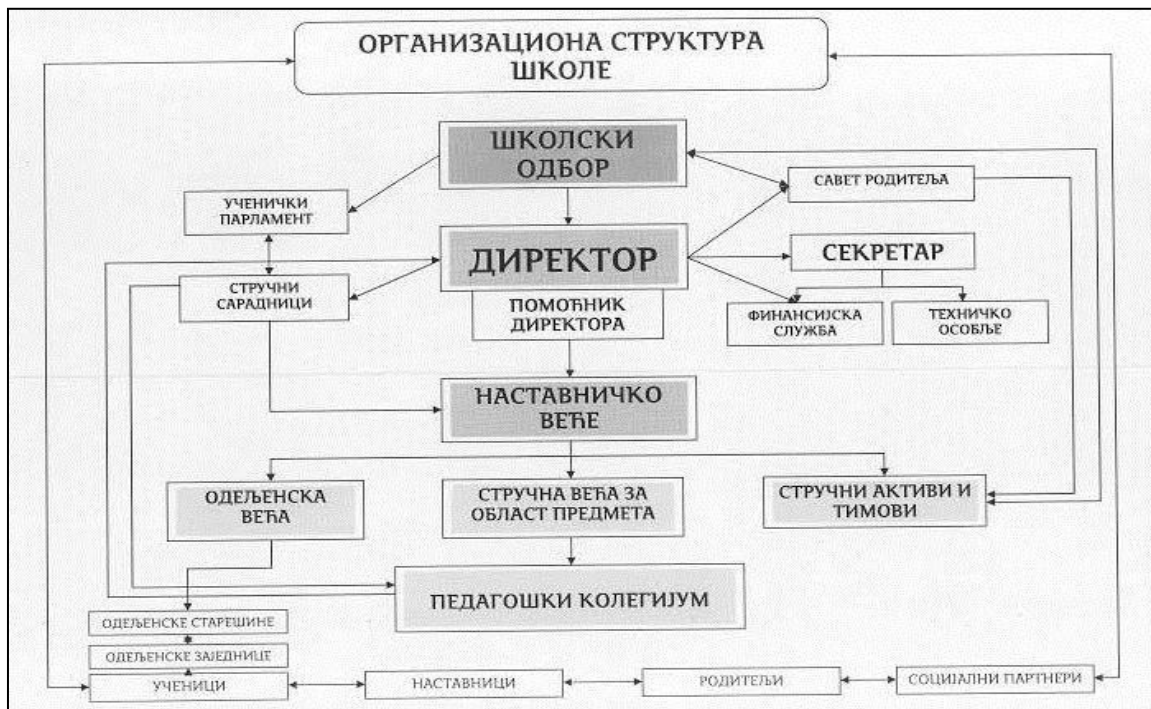 ОРГАНИЗАЦИОНА СТРУКТУРА
ШКОЛЕ
ШКОЛСКИ
ОДБОР
САВЕТ РОДИТЕЉА
УЧЕНИЧКИ
ПАРЛАМЕНТ
ДИРЕКТОР
СЕКРЕТАР
СТРУЧНИ
САРАДНИЦИ
ПОМОЋНИК
ДИРЕКТОРА
ФИНАНСИЈСКА
СЛУЖБА
ТЕХНИЧКО
ОСОБЉЕ
НАСТАВНИЧКО
ВЕЋЕ
ОДЕЉЕНСКА
ВЕЋА
СТРУЧНА ВЕЋА ЗА
ОБЛАСТ ПРЕДМЕТА
СТРУЧНИ АКТИВИ И
ТИМОВИ
ПЕДАГОШКИ КОЛЕГИЈУМ
ОДЕЉЕНСКЕ СТАРЕШИНЕ
ОДЕЉЕНСКЕ ЗАЈЕДНИЦЕ
УЧЕНИЦИ
НАСТАВНИЦИ
РОДИТЕЉИ
СОЦИЈАЛНИ ПАРТНЕРИ